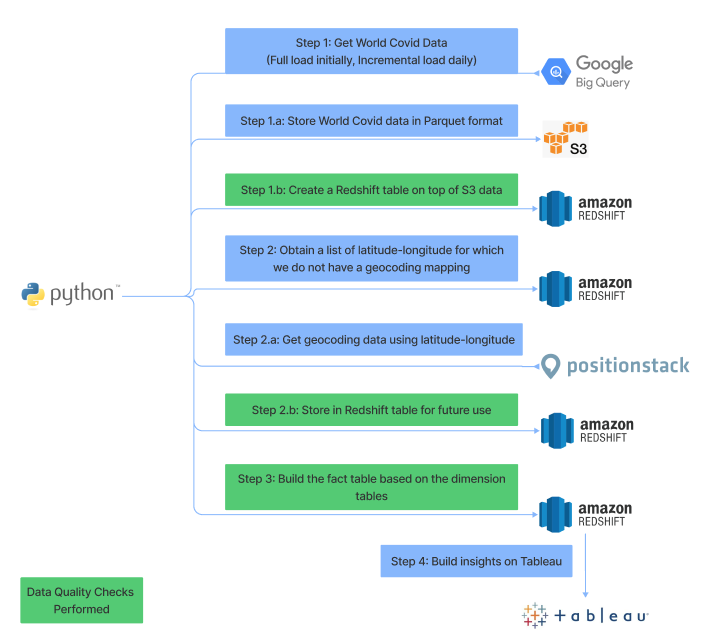 Step 1: Get World Covid Data
(Full load initially, Incremental load daily)
Google
Big Query
Step 1.a: Store World Covid data in Parquet format
S3
Step 1.b: Create a Redshift table on top of S3 data
amazon
REDSHIFT
Step 2: Obtain a list of latitude-longitude for which
we do not have a geocoding mapping
python™
amazon
REDSHIFT
Step 2.a: Get geocoding data using latitude-longitude
positionstack
Step 2.b: Store in Redshift table for future use
amazon
REDSHIFT
Step 3: Build the fact table based on the dimension
tables
amazon
REDSHIFT
Step 4: Build insights on Tableau
Data Quality Checks
Performed
tableau